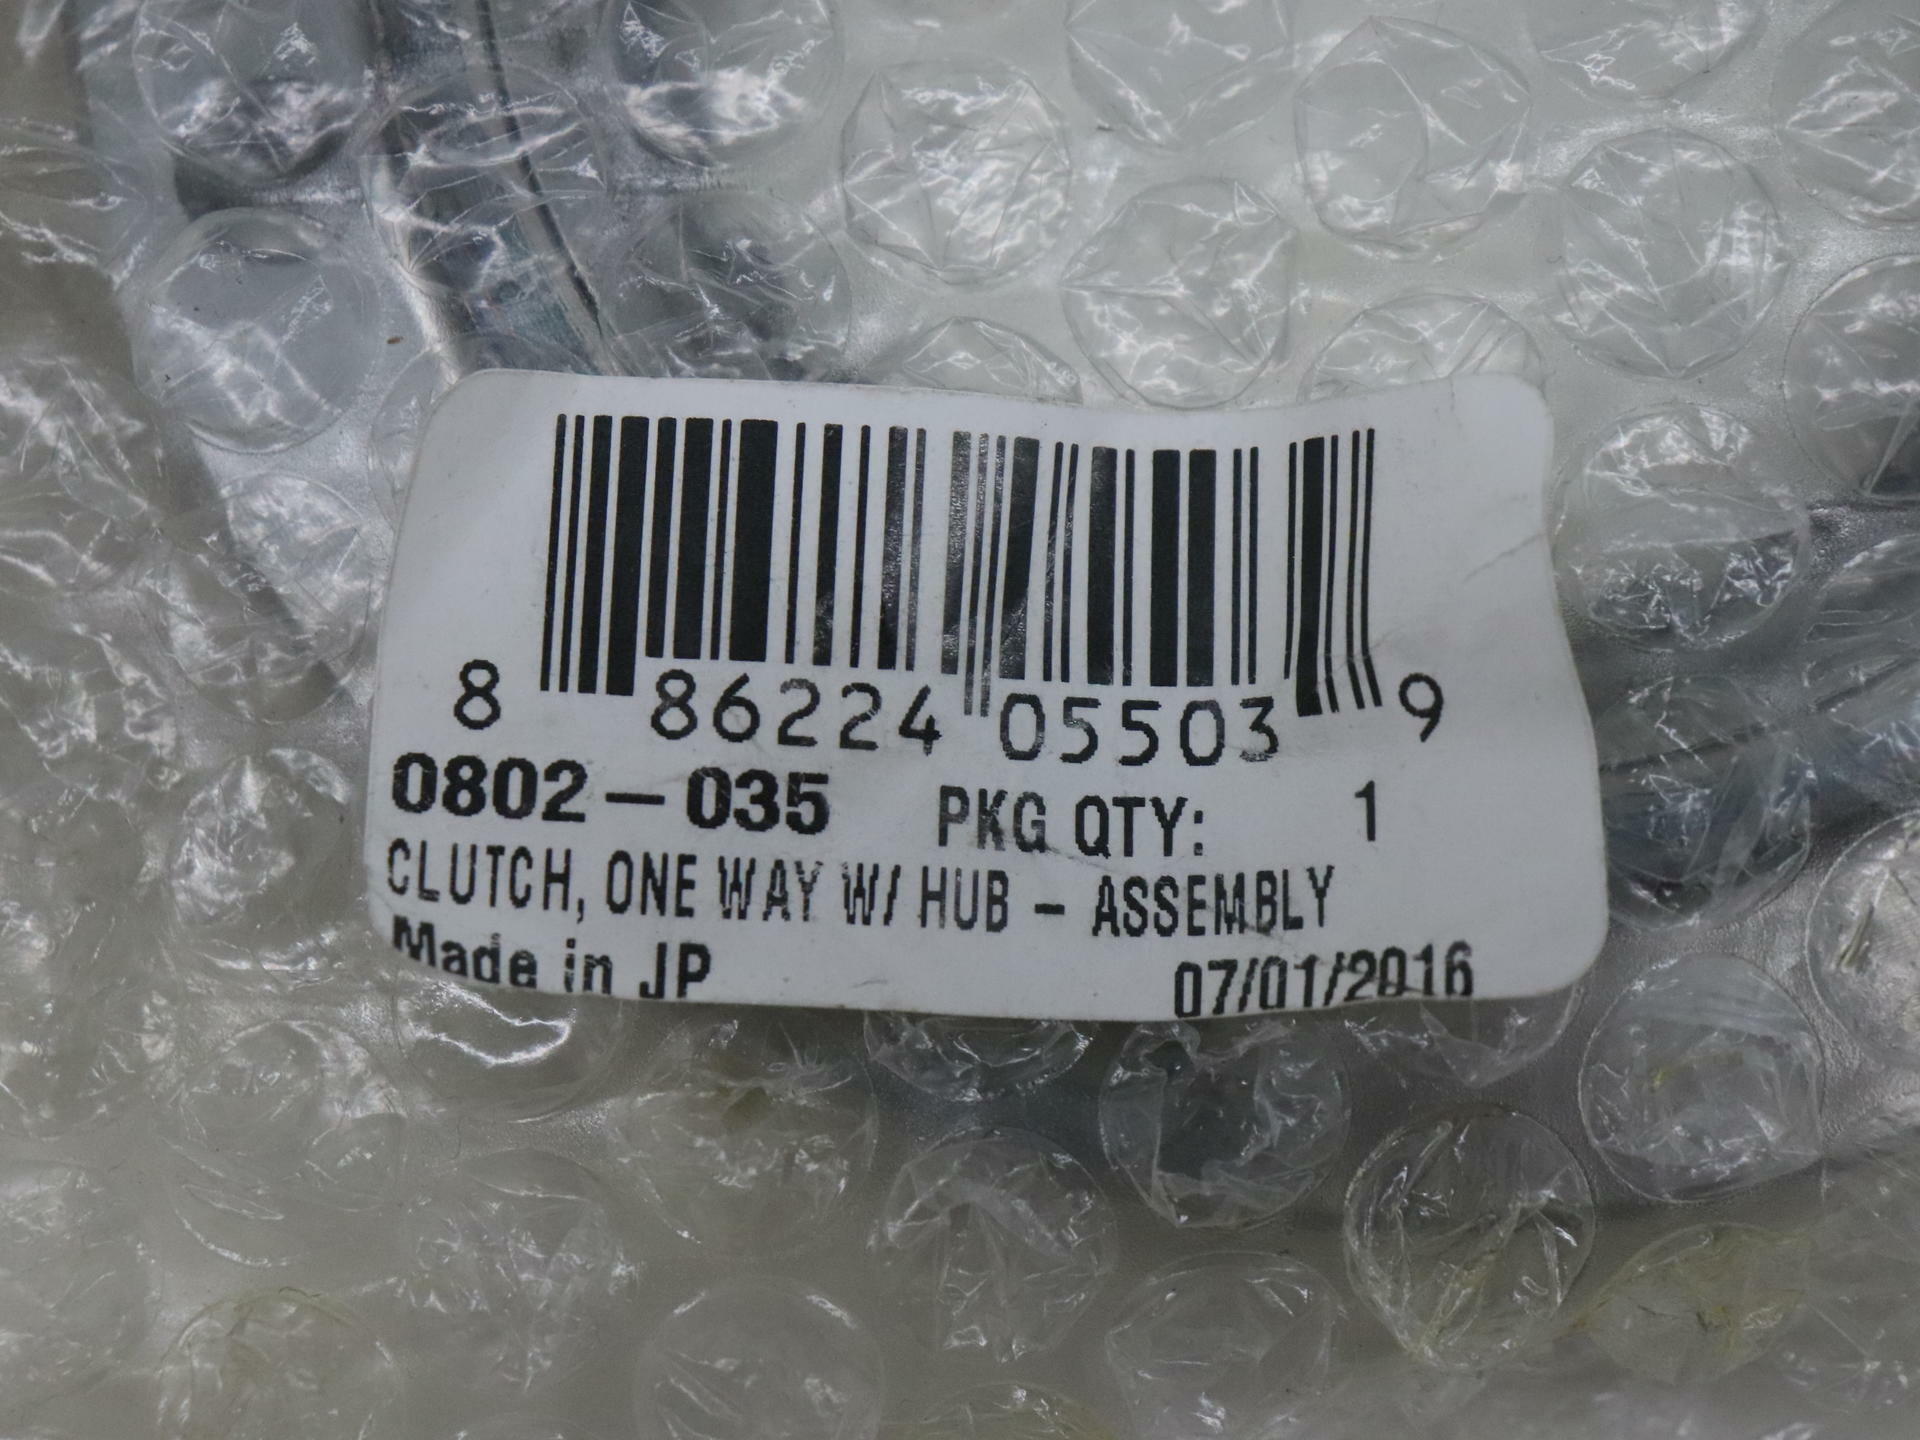 8 86224 05503 9
0802-035 PKG QTY: 1
CLUTCH, ONE WAY W/ HUB - ASSEMBLY
Made in JP 07/01/2016